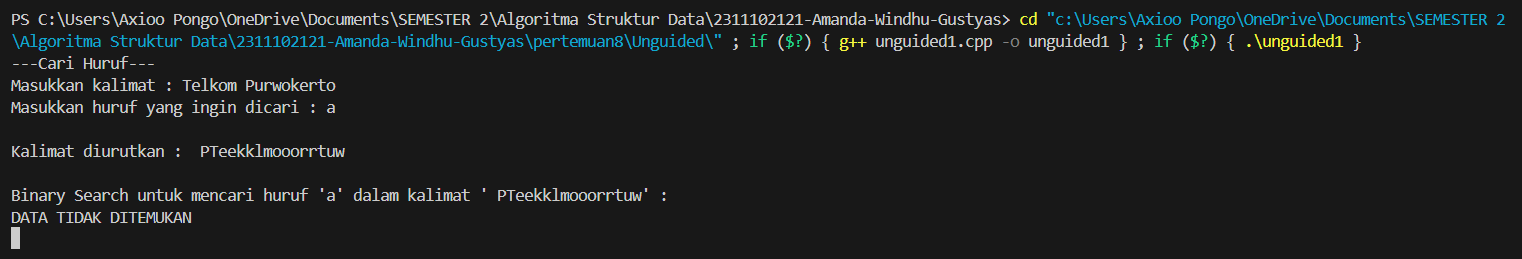 PS C:\Users\Axioo Pongo\OneDrive\Documents\SEMESTER 2\Algoritma Struktur Data\2311102121-Amanda-Windhu-Gustyas> cd "c:\Users\Axioo Pongo\OneDrive\Documents\SEMESTER 2
\Algoritma Struktur Data\2311102121-Amanda-Windhu-Gustyas\pertemuan8\Unguided\" ; if ($?) { g++ unguided1.cpp -o unguided1 } ; if ($?) { .\unguided1 }
---Cari Huruf---
Masukkan kalimat : Telkom Purwokerto
Masukkan huruf yang ingin dicari : a
Kalimat diurutkan :  PTeekklmooorrtuw
Binary Search untuk mencari huruf 'a' dalam kalimat ' PTeekklmooorrtuw' :
DATA TIDAK DITEMUKAN